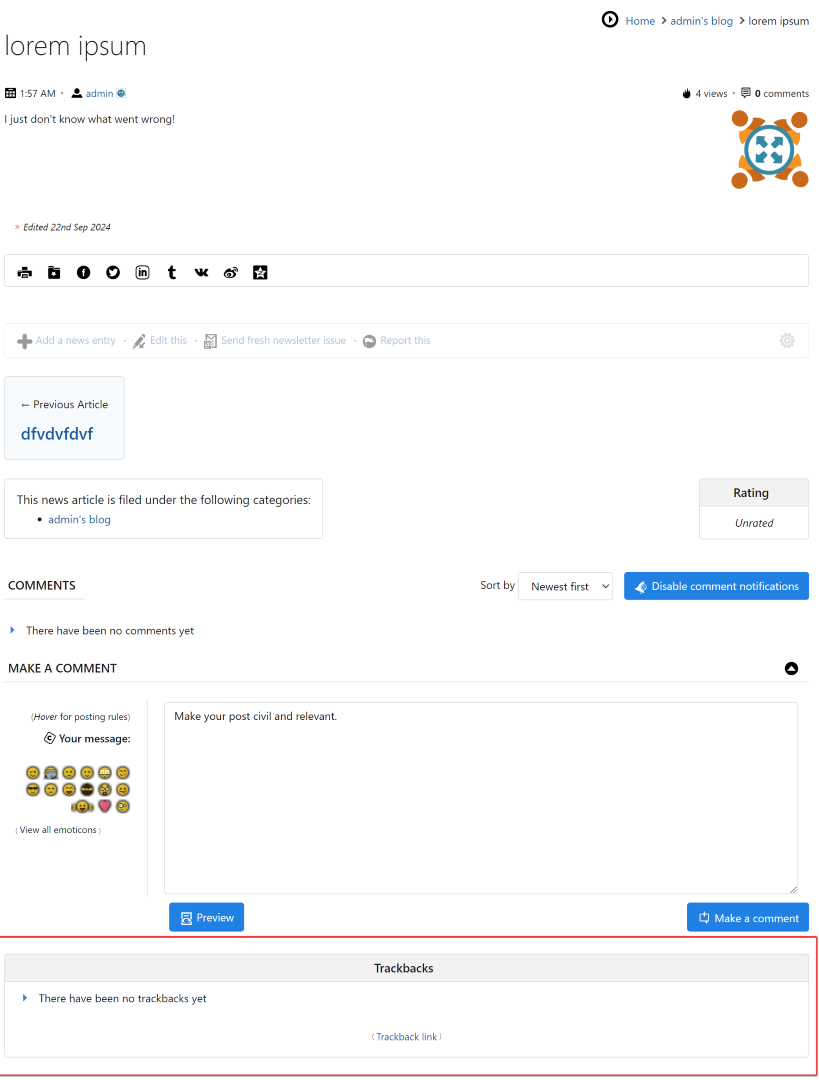 Home > admin's blog > lorem ipsum
lorem ipsum
1:57 AM · admin
4 views · 0 comments
I just don't know what went wrong!
» Edited 22nd Sep 2024
Add a news entry · Edit this · Send fresh newsletter issue · Report this
← Previous Article
dfvdvfdvf
This news article is filed under the following categories:
• admin's blog
Rating
Unrated
COMMENTS
Sort by Newest first
Disable comment notifications
There have been no comments yet
MAKE A COMMENT
(Hover for posting rules)
Your message:
Make your post civil and relevant.
( View all emoticons )
Preview
Make a comment
Trackbacks
There have been no trackbacks yet
( Trackback link )